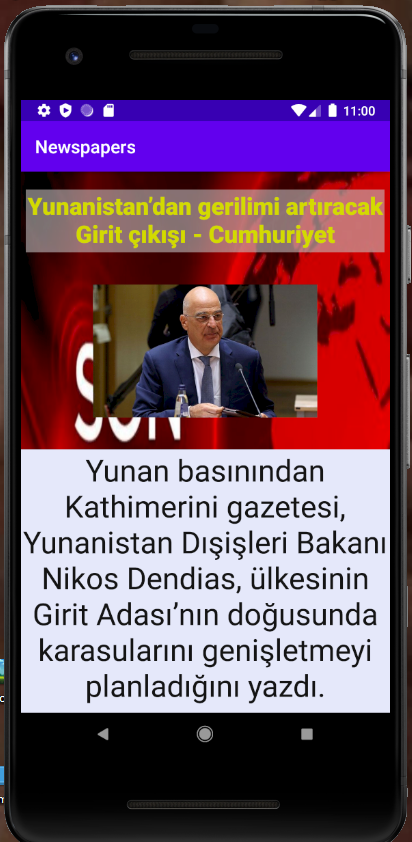 11:00
Newspapers
Yunanistan’dan gerilimi artıracak
Girit çıkışı - Cumhuriyet
SON
Yunan basınından
Kathimerini gazetesi,
Yunanistan Dışişleri Bakanı
Nikos Dendias, ülkesinin
Girit Adası’nın doğusunda
karasularını genişletmeyi
planladığını yazdı.